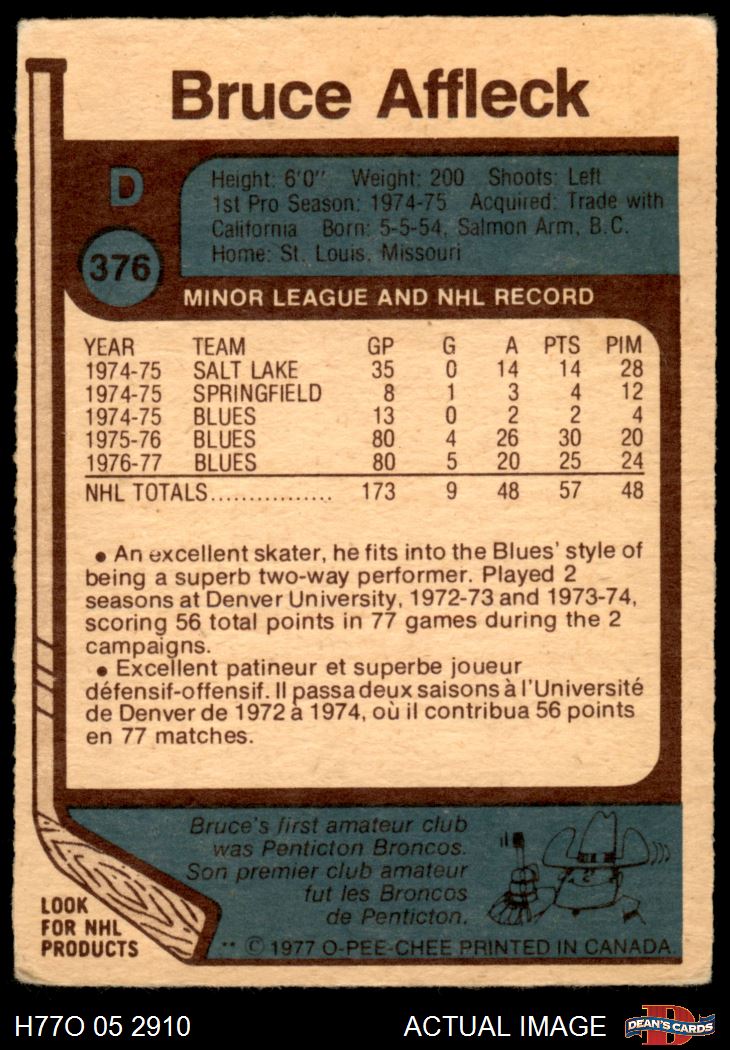 Bruce Affleck
D
376
Height: 6'0" Weight: 200 Shoots: Left
1st Pro Season: 1974-75 Acquired: Trade with
California Born: 5-5-54, Salmon Arm, B.C.
Home: St. Louis, Missouri
MINOR LEAGUE AND NHL RECORD
YEAR TEAM GP G A PTS PIM
1974-75 SALT LAKE 35 0 14 14 28
1974-75 SPRINGFIELD 8 1 3 4 12
1974-75 BLUES 13 0 2 2 4
1975-76 BLUES 80 4 26 30 20
1976-77 BLUES 80 5 20 25 24
NHL TOTALS................ 173 9 48 57 48
• An excellent skater, he fits into the Blues' style of
being a superb two-way performer. Played 2
seasons at Denver University, 1972-73 and 1973-74,
scoring 56 total points in 77 games during the 2
campaigns.
• Excellent patineur et superbe joueur
défensif-offensif. Il passa deux saisons à l'Université
de Denver de 1972 à 1974, où il contribua 56 points
en 77 matches.
Bruce's first amateur club
was Penticton Broncos.
Son premier club amateur
fut les Broncos
de Penticton.
LOOK
FOR NHL
PRODUCTS
** © 1977 O-PEE-CHEE PRINTED IN CANADA.
H77O 05 2910 ACTUAL IMAGE
D
DEAN'S CARDS